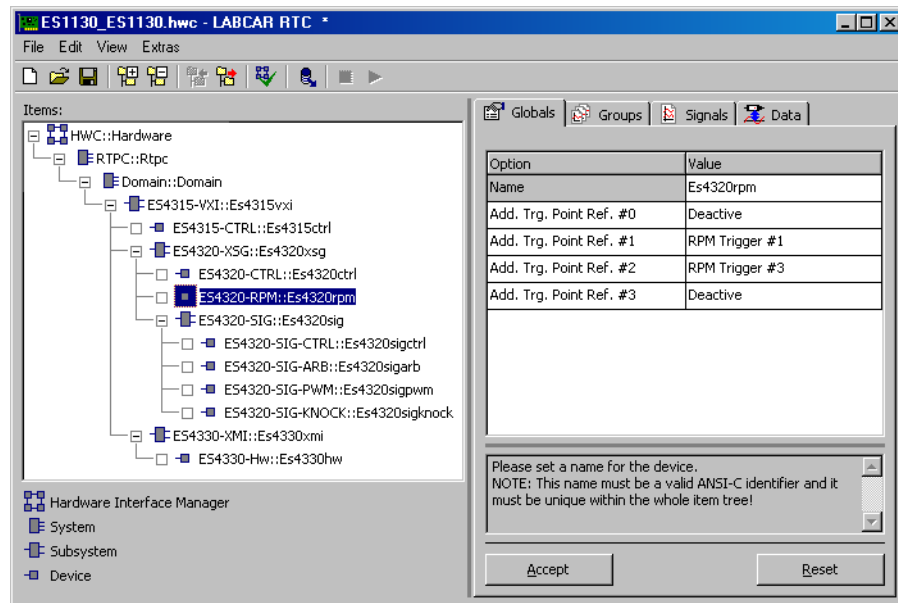 ES1130_ES1130.hwc - LABCAR RTC *
File Edit View Extras
Items:
HWC::Hardware
RTPC::Rtpc
Domain::Domain
ES4315-VXI::Es4315vxi
ES4315-CTRL::Es4315ctrl
ES4320-XSG::Es4320xsg
ES4320-CTRL::Es4320ctrl
ES4320-RPM::Es4320rpm
ES4320-SIG::Es4320sig
ES4320-SIG-CTRL::Es4320sigctrl
ES4320-SIG-ARB::Es4320sigarb
ES4320-SIG-PWM::Es4320sigpwm
ES4320-SIG-KNOCK::Es4320sigknock
ES4330-XMI::Es4330xmi
ES4330-Hw::Es4330hw
Hardware Interface Manager
System
Subsystem
Device
Globals Groups Signals Data
Option Value
Name Es4320rpm
Add. Trg. Point Ref. #0 Deactive
Add. Trg. Point Ref. #1 RPM Trigger #1
Add. Trg. Point Ref. #2 RPM Trigger #3
Add. Trg. Point Ref. #3 Deactive
Please set a name for the device.
NOTE: This name must be a valid ANSI-C identifier and it
must be unique within the whole item tree!
Accept Reset